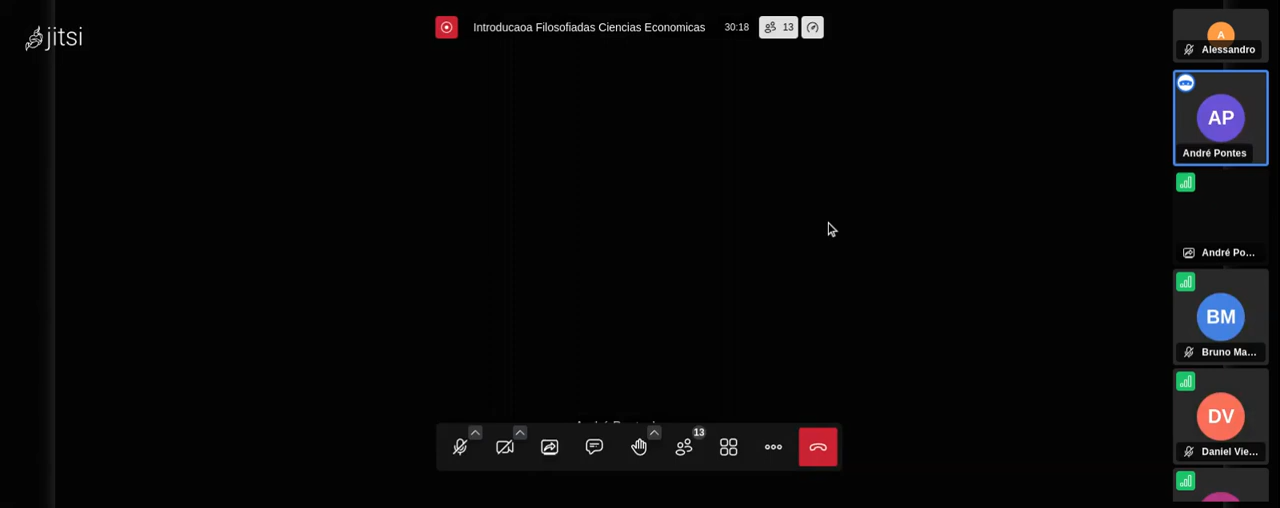 jitsi
Introducaoa Filosofiadas Ciencias Economicas 30:18 13
A
Alessandro
AP
André Pontes
André Po...
BM
Bruno Ma...
DV
Daniel Vie...
13